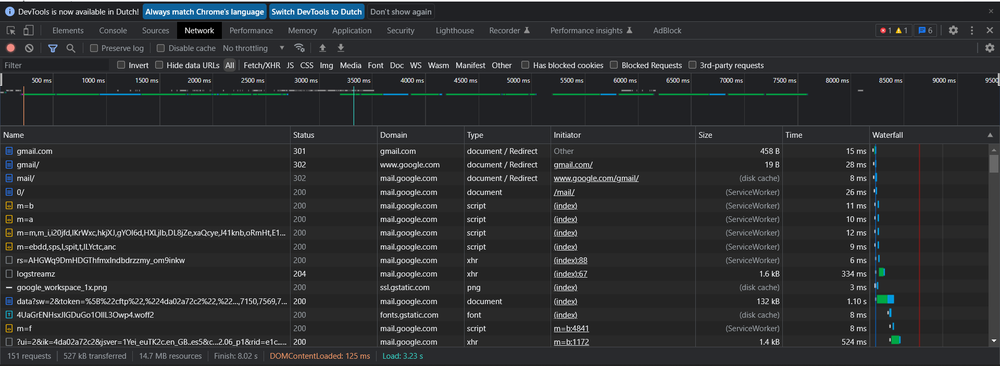 DevTools is now available in Dutch! Always match Chrome's language Switch DevTools to Dutch Don't show again
Elements Console Sources Network Performance Memory Application Security Lighthouse Recorder Performance insights AdBlock 1 1 6
Preserve log Disable cache No throttling
Filter Invert Hide data URLs All Fetch/XHR JS CSS Img Media Font Doc WS Wasm Manifest Other Has blocked cookies Blocked Requests 3rd-party requests
500 ms 1000 ms 1500 ms 2000 ms 2500 ms 3000 ms 3500 ms 4000 ms 4500 ms 5000 ms 5500 ms 6000 ms 6500 ms 7000 ms 7500 ms 8000 ms 8500 ms 9000 ms 9500
Name Status Domain Type Initiator Size Time Waterfall
gmail.com 301 gmail.com document / Redirect Other 458 B 15 ms
gmail/ 302 www.google.com document / Redirect gmail.com/ 19 B 28 ms
mail/ 302 mail.google.com document / Redirect www.google.com/gmail/ (disk cache) 8 ms
0/ 200 mail.google.com document /mail/ (ServiceWorker) 26 ms
m=b 200 mail.google.com script (index) (ServiceWorker) 11 ms
m=a 200 mail.google.com script (index) (ServiceWorker) 10 ms
m=m,m_i,i20jfd,lKrWxc,hkjXJ,gYOl6d,HXLjIb,DL8jZe,xaQcye,J41knb,oRmHt,E1... 200 mail.google.com script (index) (ServiceWorker) 12 ms
m=ebdd,sps,l,spit,t,lLYctc,anc 200 mail.google.com script (index) (ServiceWorker) 9 ms
rs=AHGWq9DmHDGThfmxIndbdrzzmy_om9inkw 200 mail.google.com xhr (index):88 (ServiceWorker) 6 ms
logstreamz 204 mail.google.com xhr (index):67 1.6 kB 334 ms
google_workspace_1x.png 200 ssl.gstatic.com png (index) (disk cache) 3 ms
data?sw=2&token=%5B%22cftp%22,%224da02a72c2%22,%22...,7150,7569,7... 200 mail.google.com document (index) 132 kB 1.10 s
4UaGrENHsxJlGDuGo1OIlL3Owp4.woff2 200 fonts.gstatic.com font (index) (disk cache) 8 ms
m=f 200 mail.google.com script m=b:4841 (ServiceWorker) 8 ms
?ui=2&ik=4da02a72c2&jsver=1Yei_euTK2c.en_GB..es5&c...2.06_p1&rid=e1c..... 200 mail.google.com xhr m=b:1172 1.4 kB 524 ms
151 requests 527 kB transferred 14.7 MB resources Finish: 8.02 s DOMContentLoaded: 125 ms Load: 3.23 s